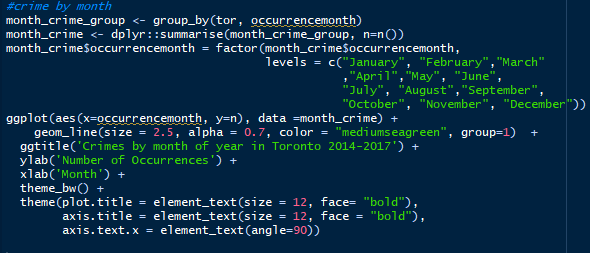 #crime by month
month_crime_group <- group_by(tor, occurrencemonth)
month_crime <- dplyr::summarise(month_crime_group, n=n())
month_crime$occurrencemonth = factor(month_crime$occurrencemonth,
levels = c("January", "February","March"
,"April","May", "June",
"July", "August","September",
"October", "November", "December"))
ggplot(aes(x=occurrencemonth, y=n), data =month_crime) +
geom_line(size = 2.5, alpha = 0.7, color = "mediumseagreen", group=1)  +
ggtitle('Crimes by month of year in Toronto 2014-2017') +
ylab('Number of Occurrences') +
xlab('Month') +
theme_bw() +
theme(plot.title = element_text(size = 12, face= "bold"),
axis.title = element_text(size = 12, face = "bold"),
axis.text.x = element_text(angle=90))